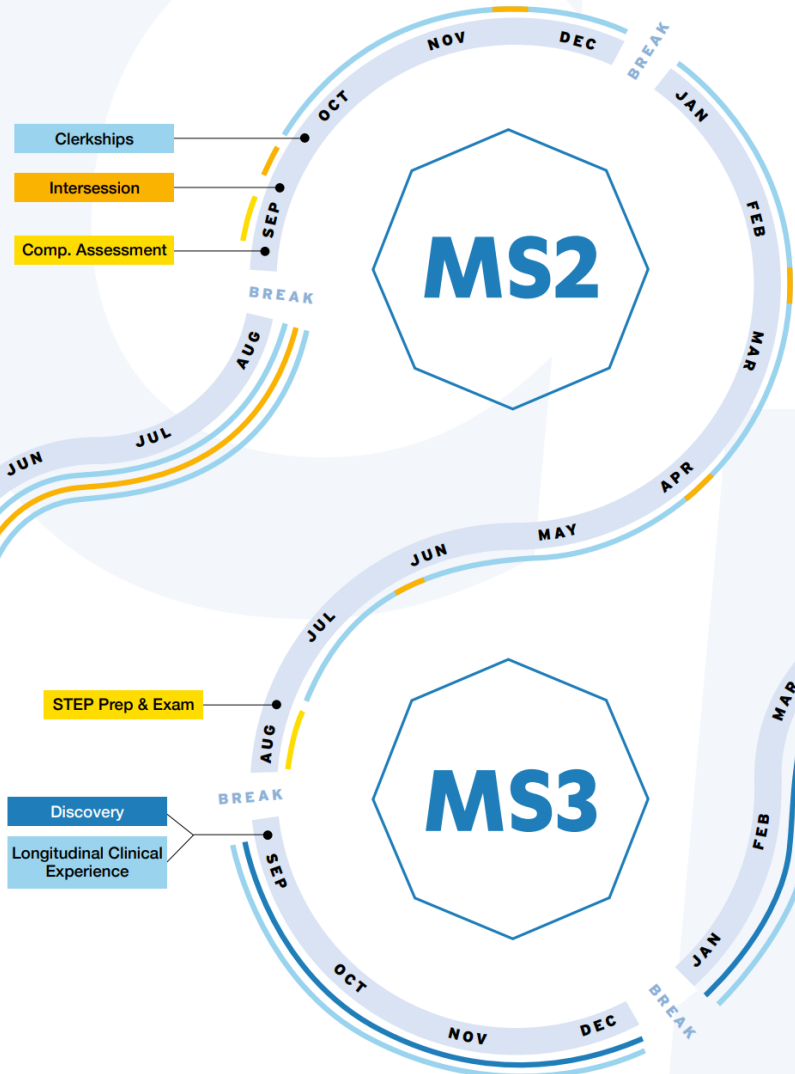 NOV
DEC
BREAK
OCT
JAN
Clerkships
Intersession
SEP
FEB
Comp. Assessment
MS2
BREAK
AUG
MAR
JUN
JUL
APR
MAY
JUN
JUL
STEP Prep & Exam
MAR
AUG
BREAK
MS3
Discovery
FEB
Longitudinal Clinical
Experience
SEP
JAN
OCT
BREAK
NOV
DEC